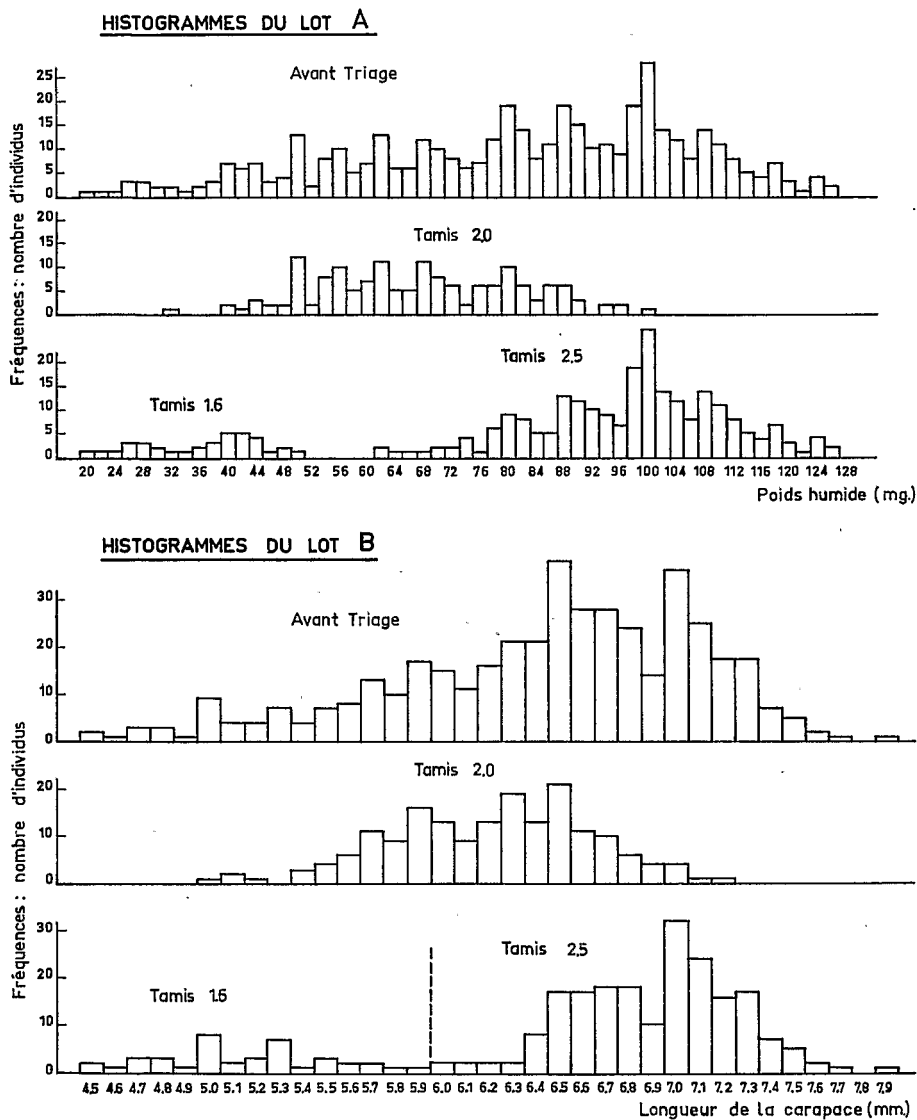 HISTOGRAMMES DU LOT A
Avant Triage
25
20
15
10
5
0
Tamis 2.0
20
15
10
5
0
Tamis 2.5
Tamis 1.6
20
15
10
5
0
Fréquences : nombre d'individus
20 24 28 32 36 40 44 48 52 56 60 64 68 72 76 80 84 88 92 96 100 104 108 112 116 120 124 128
Poids humide (mg.)
HISTOGRAMMES DU LOT B
Avant Triage
30
20
10
0
Tamis 2.0
20
10
0
Tamis 2.5
Tamis 1.6
30
20
10
0
Fréquences : nombre d'individus
4.5 4.6 4.7 4.8 4.9 5.0 5.1 5.2 5.3 5.4 5.5 5.6 5.7 5.8 5.9 6.0 6.1 6.2 6.3 6.4 6.5 6.6 6.7 6.8 6.9 7.0 7.1 7.2 7.3 7.4 7.5 7.6 7.7 7.8 7.9
Longueur de la carapace (mm.)